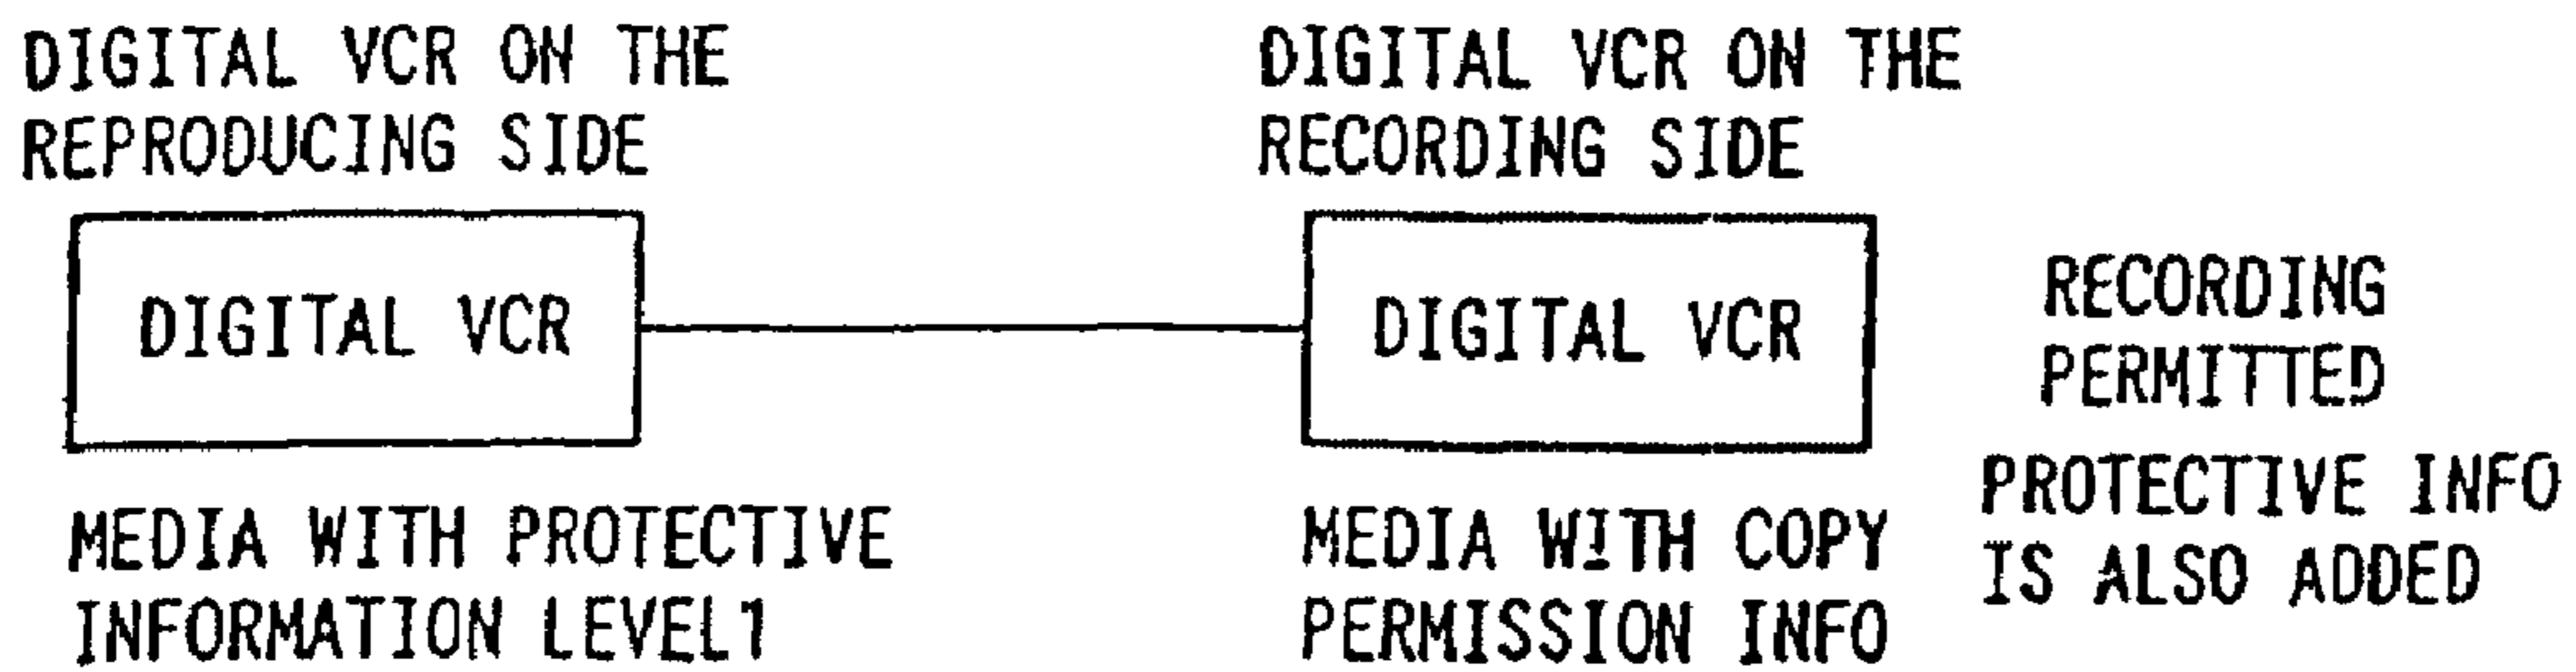 DIGITAL VCR ON THE
REPRODUCING SIDE
DIGITAL VCR ON THE
RECORDING SIDE
DIGITAL VCR
DIGITAL VCR
RECORDING
PERMITTED
PROTECTIVE INFO
IS ALSO ADDED
MEDIA WITH PROTECTIVE
INFORMATION LEVEL1
MEDIA WITH COPY
PERMISSION INFO